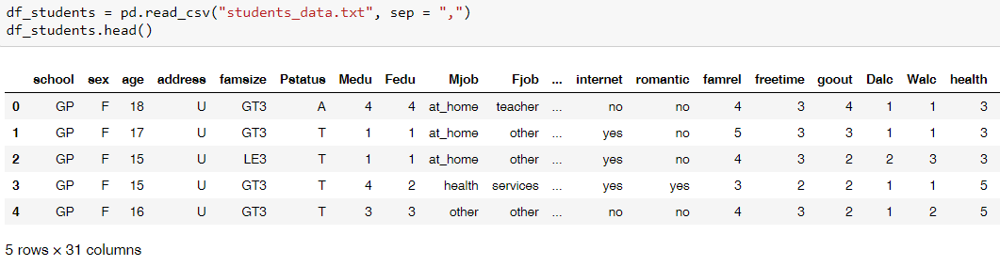 df_students = pd.read_csv("students_data.txt", sep = ",")
df_students.head()
school sex age address famsize Pstatus Medu Fedu Mjob Fjob ... internet romantic famrel freetime goout Dalc Walc health
0 GP F 18 U GT3 A 4 4 at_home teacher ... no no 4 3 4 1 1 3
1 GP F 17 U GT3 T 1 1 at_home other ... yes no 5 3 3 1 1 3
2 GP F 15 U LE3 T 1 1 at_home other ... yes no 4 3 2 2 3 3
3 GP F 15 U GT3 T 4 2 health services ... yes yes 3 2 2 1 1 5
4 GP F 16 U GT3 T 3 3 other other ... no no 4 3 2 1 2 5
5 rows × 31 columns